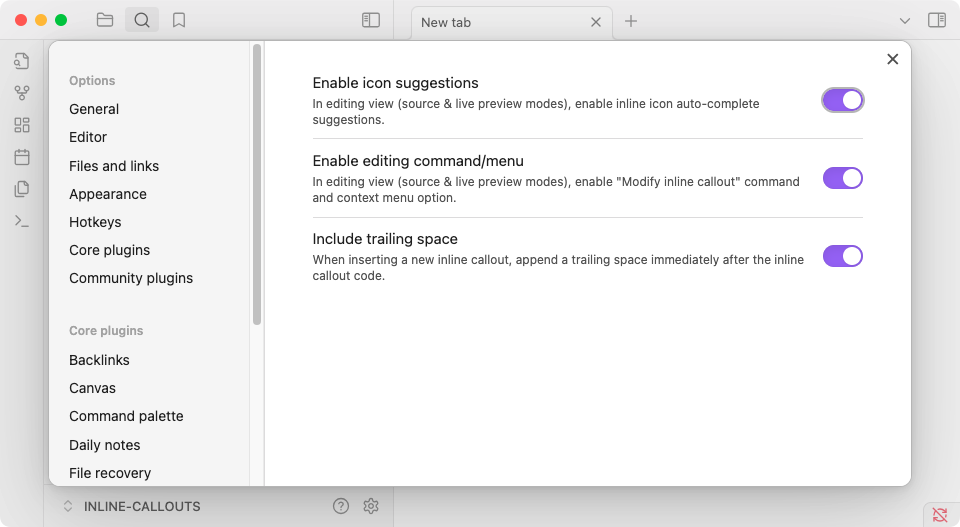 New tab
Options
General
Editor
Files and links
Appearance
Hotkeys
Core plugins
Community plugins
Core plugins
Backlinks
Canvas
Command palette
Daily notes
File recovery
Enable icon suggestions
In editing view (source & live preview modes), enable inline icon auto-complete
suggestions.
Enable editing command/menu
In editing view (source & live preview modes), enable "Modify inline callout" command
and context menu option.
Include trailing space
When inserting a new inline callout, append a trailing space immediately after the inline
callout code.
INLINE-CALLOUTS